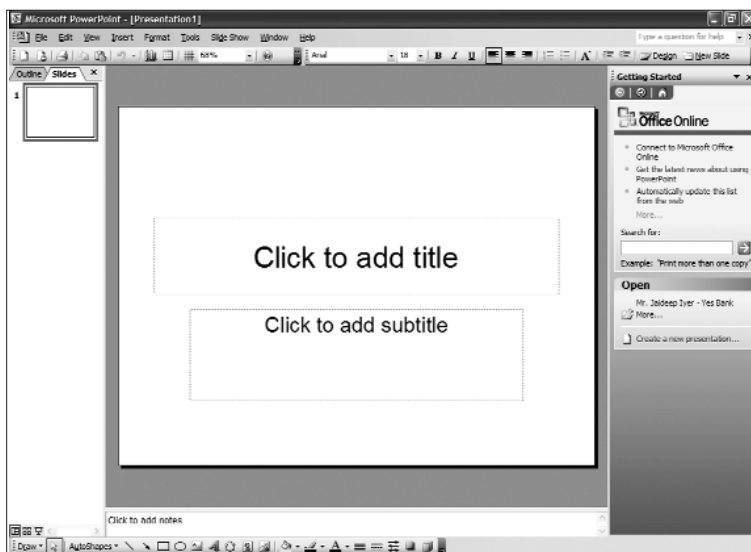 Microsoft PowerPoint - [Presentation1]
File Edit View Insert Format Tools Slide Show Window Help
Type a question for help
68% Arial 18 B I U A Design New Slide
Outline Slides
1
Click to add title
Click to add subtitle
Click to add notes
Getting Started
Office Online
Connect to Microsoft Office
Online
Get the latest news about using
PowerPoint
Automatically update this list
from the web
More...
Search for:
Example: "Print more than one copy"
Open
Mr. Jaideep Iyer - Yes Bank
More...
Create a new presentation...
Draw AutoShapes